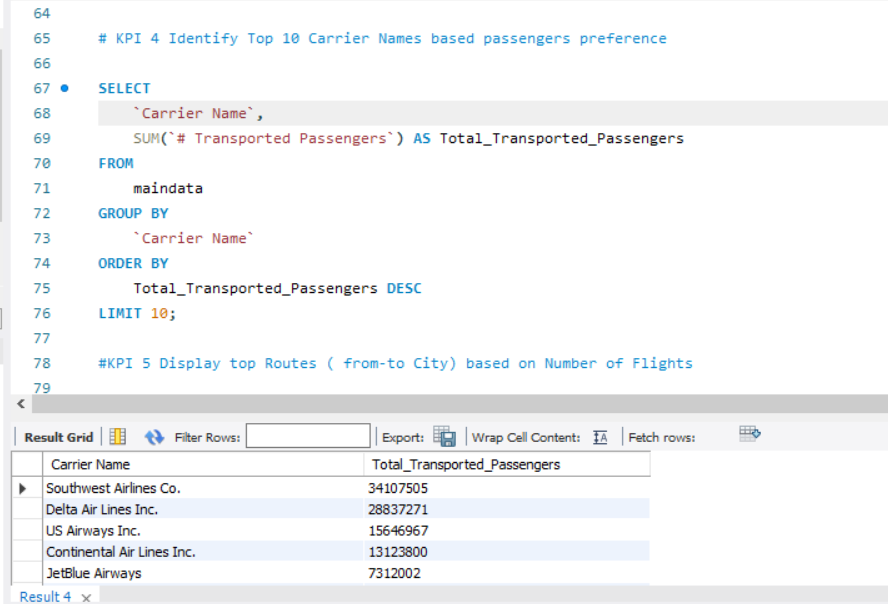 64
65 # KPI 4 Identify Top 10 Carrier Names based passengers preference
66
67 SELECT
68 `Carrier Name`,
69 SUM(`# Transported Passengers`) AS Total_Transported_Passengers
70 FROM
71 maindata
72 GROUP BY
73 `Carrier Name`
74 ORDER BY
75 Total_Transported_Passengers DESC
76 LIMIT 10;
77
78 #KPI 5 Display top Routes ( from-to City) based on Number of Flights
79
Result Grid Filter Rows: Export: Wrap Cell Content: Fetch rows:
Carrier Name Total_Transported_Passengers
Southwest Airlines Co. 34107505
Delta Air Lines Inc. 28837271
US Airways Inc. 15646967
Continental Air Lines Inc. 13123800
JetBlue Airways 7312002
Result 4